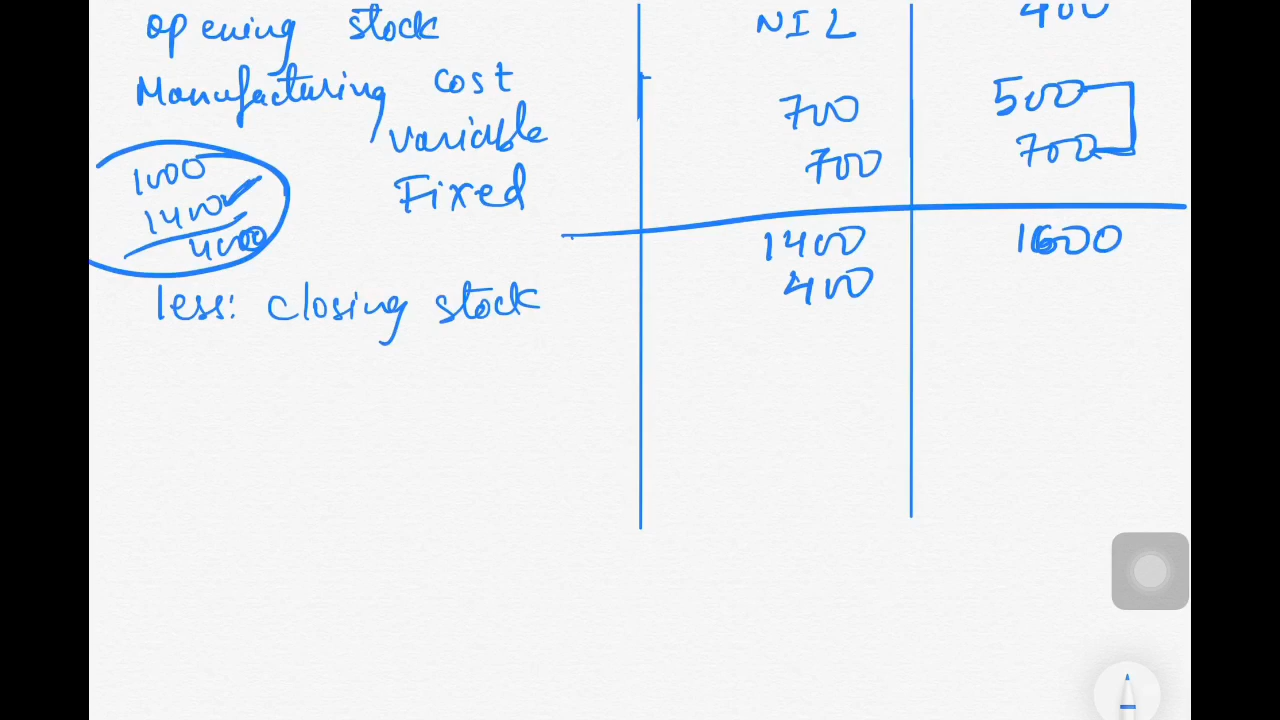 opening stock NIL 400
Manufacturing cost
variable 700 500
Fixed 700 700
1000
1400
400
1400 1600
less: closing stock 400